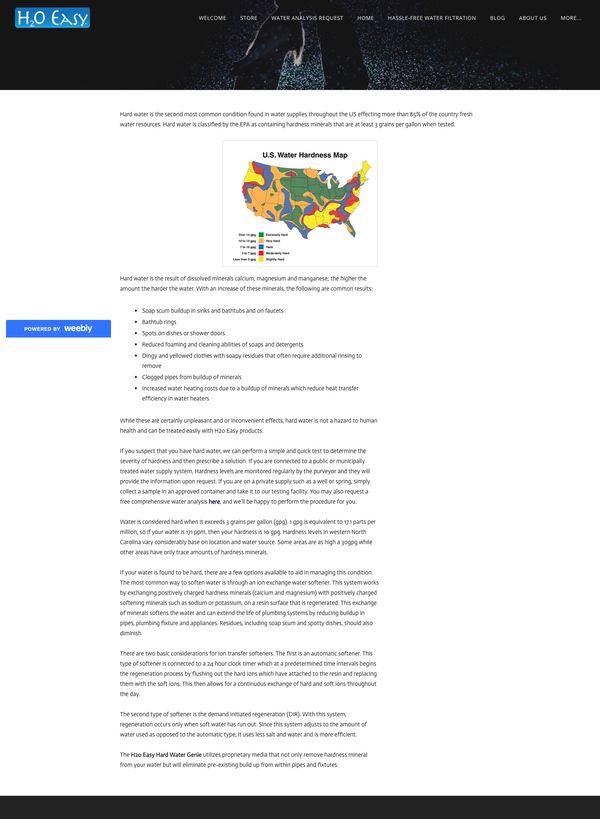 H2O Easy
WELCOME
STORE
WATER ANALYSIS REQUEST
HOME
HASSLE-FREE WATER FILTRATION
BLOG
ABOUT US
MORE...
Hard water is the second most common condition found in water supplies throughout the US effecting more than 85% of the country fresh
water resources. Hard water is classified by the EPA as containing hardness minerals that are at least 3 grains per gallon when tested.
U.S. Water Hardness Map
Over 14 gpg Extremely Hard
10 to 14 gpg Very Hard
7 to 10 gpg Hard
3 to 7 gpg Moderately Hard
Less than 3 gpg Slightly Hard
Hard water is the result of dissolved minerals calcium, magnesium and manganese; the higher the
amount the harder the water. With an increase of these minerals, the following are common results:
POWERED BY weebly
• Soap scum buildup in sinks and bathtubs and on faucets
• Bathtub rings
• Spots on dishes or shower doors
• Reduced foaming and cleaning abilities of soaps and detergents
• Dingy and yellowed clothes with soapy residues that often require additional rinsing to
remove
• Clogged pipes from buildup of minerals
• Increased water heating costs due to a buildup of minerals which reduce heat transfer
efficiency in water heaters
While these are certainly unpleasant and or inconvenient effects, hard water is not a hazard to human
health and can be treated easily with H2o Easy products.
If you suspect that you have hard water, we can perform a simple and quick test to determine the
severity of hardness and then prescribe a solution. If you are connected to a public or municipally
treated water supply system, Hardness levels are monitored regularly by the purveyor and they will
provide the information upon request. If you are on a private supply such as a well or spring, simply
collect a sample in an approved container and take it to our testing facility. You may also request a
free comprehensive water analysis here, and we'll be happy to perform the procedure for you.
Water is considered hard when it exceeds 3 grains per gallon (gpg). 1 gpg is equivalent to 17.1 parts per
million, so if your water is 171 ppm, then your hardness is 10 gpg. Hardness levels in western North
Carolina vary considerably base on location and water source. Some areas are as high a 30gpg while
other areas have only trace amounts of hardness minerals.
If your water is found to be hard, there are a few options available to aid in managing this condition.
The most common way to soften water is through an ion exchange water softener. This system works
by exchanging positively charged hardness minerals (calcium and magnesium) with positively charged
softening minerals such as sodium or potassium, on a resin surface that is regenerated. This exchange
of minerals softens the water and can extend the life of plumbing systems by reducing buildup in
pipes, plumbing fixture and appliances. Residues, including soap scum and spotty dishes, should also
diminish.
There are two basic considerations for ion transfer softeners. The first is an automatic softener. This
type of softener is connected to a 24 hour clock timer which at a predetermined time intervals begins
the regeneration process by flushing out the hard ions which have attached to the resin and replacing
them with the soft ions. This then allows for a continuous exchange of hard and soft ions throughout
the day.
The second type of softener is the demand initiated regeneration (DIR). With this system,
regeneration occurs only when soft water has run out. Since this system adjusts to the amount of
water used as opposed to the automatic type, it uses less salt and water and is more efficient.
The H2o Easy Hard Water Genie utilizes proprietary media that not only remove hardness mineral
from your water but will eliminate pre-existing build up from within pipes and fixtures.